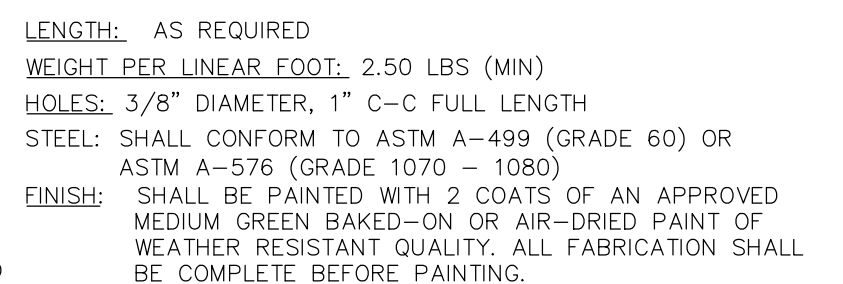 LENGTH: AS REQUIRED
WEIGHT PER LINEAR FOOT: 2.50 LBS (MIN)
HOLES: 3/8” DIAMETER, 1” C–C FULL LENGTH
STEEL: SHALL CONFORM TO ASTM A–499 (GRADE 60) OR
ASTM A–576 (GRADE 1070 – 1080)
FINISH: SHALL BE PAINTED WITH 2 COATS OF AN APPROVED
MEDIUM GREEN BAKED–ON OR AIR–DRIED PAINT OF
WEATHER RESISTANT QUALITY. ALL FABRICATION SHALL
BE COMPLETE BEFORE PAINTING.